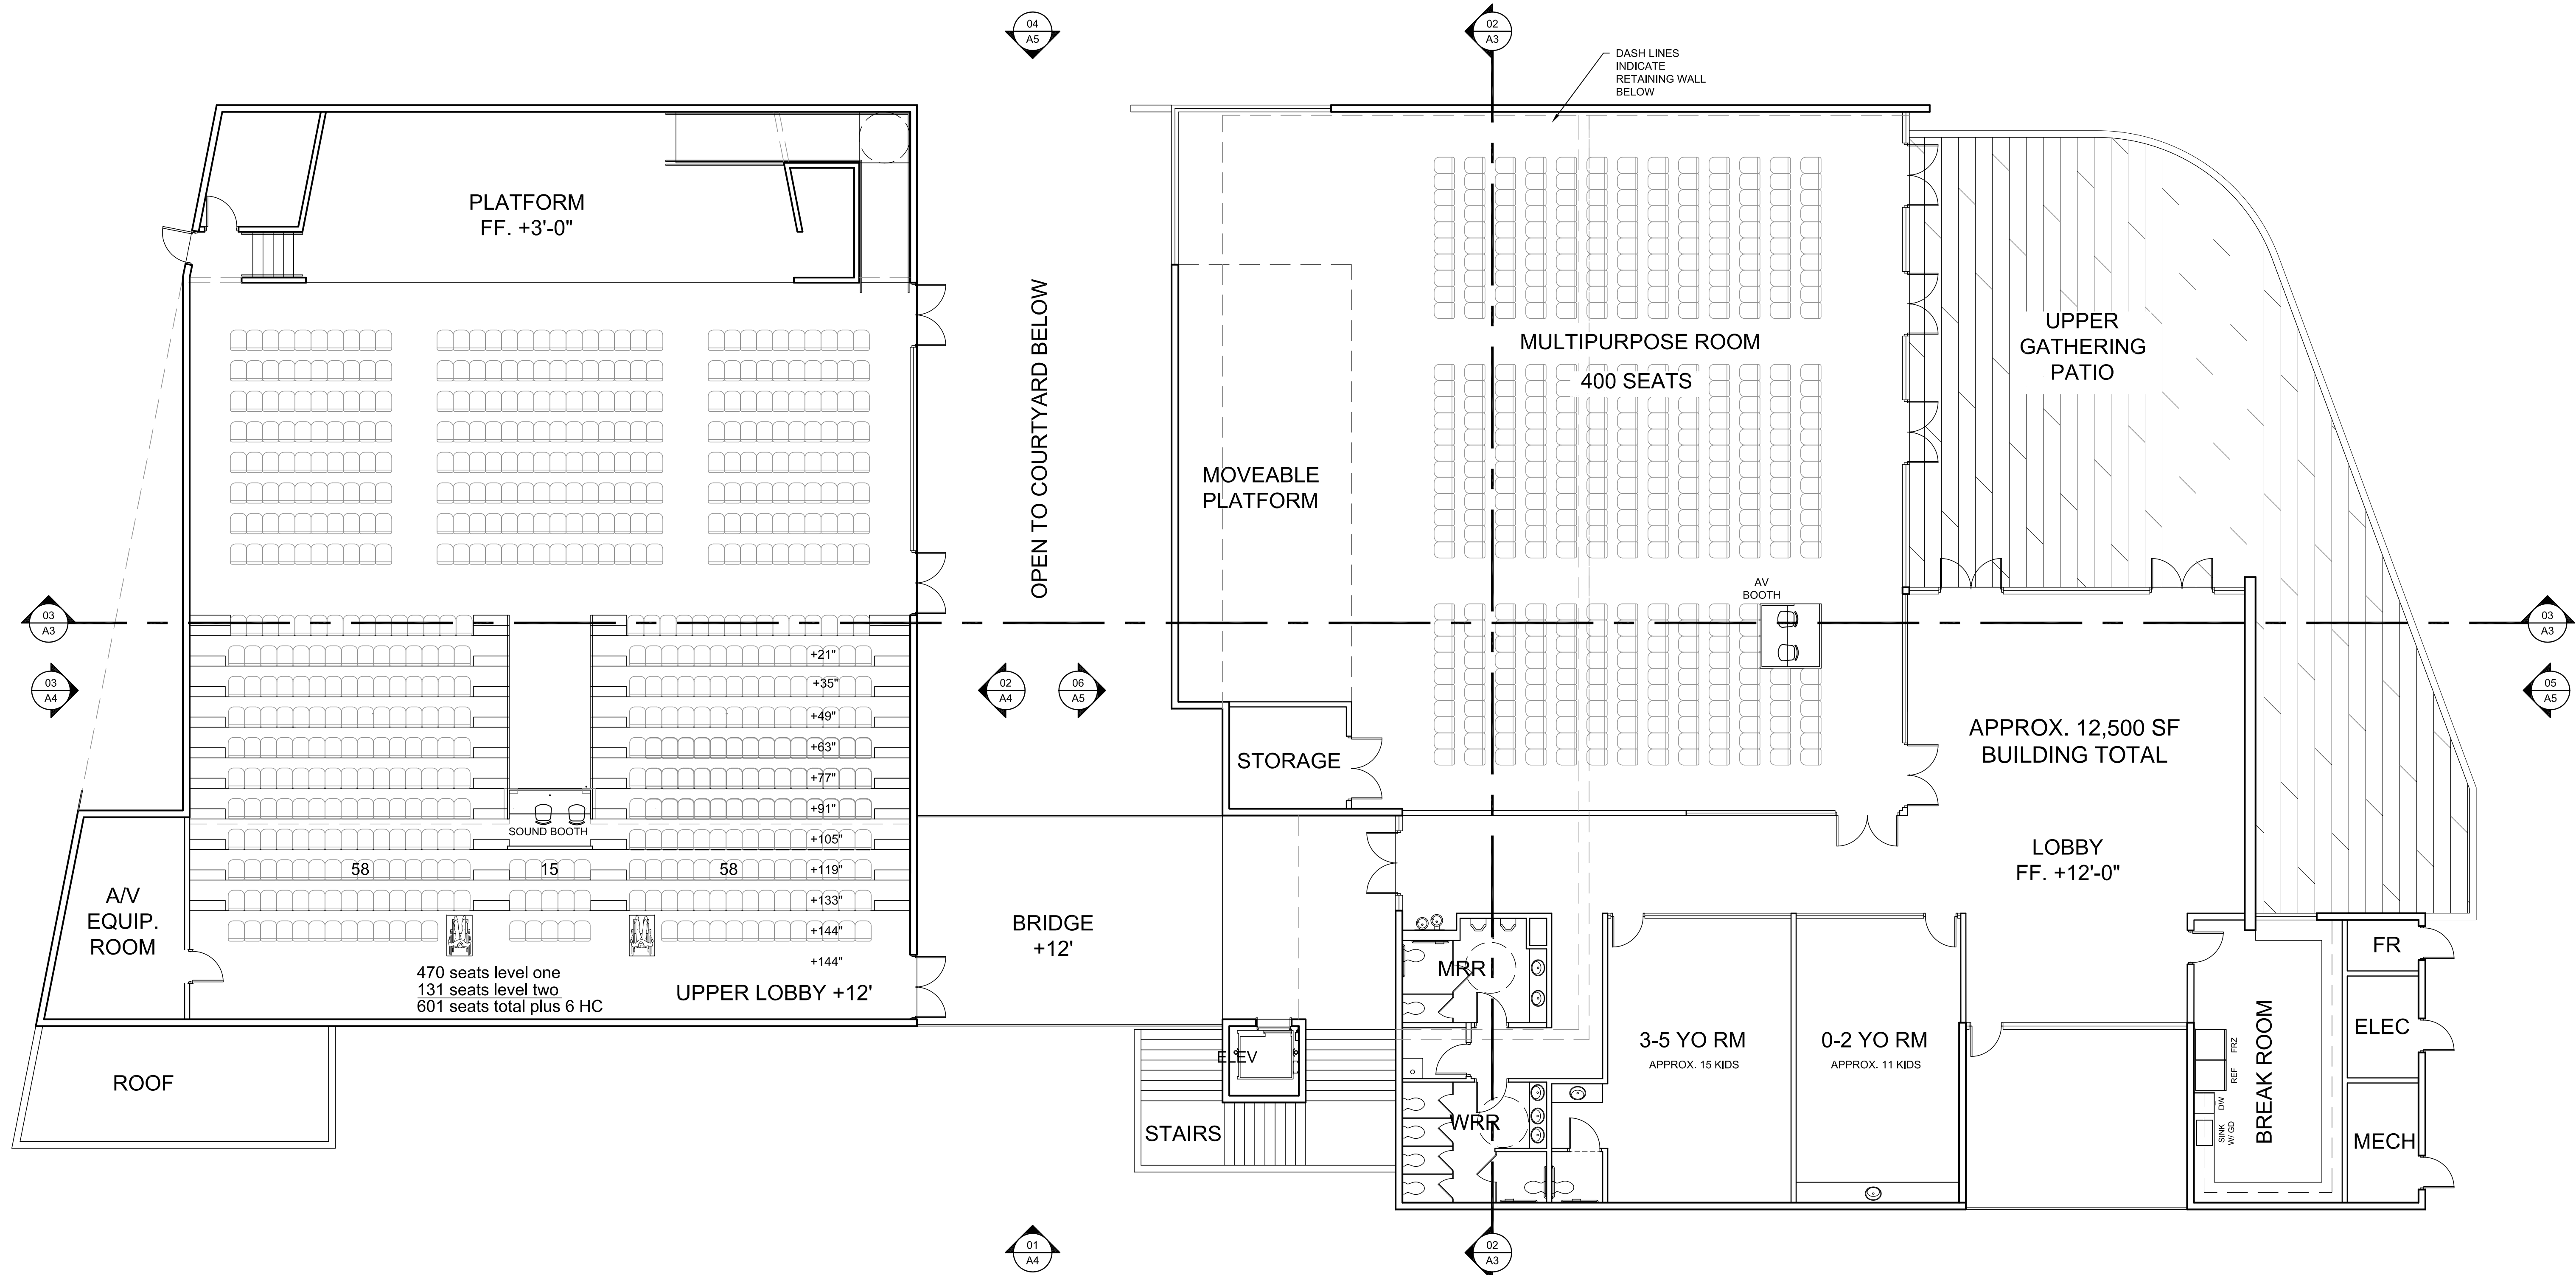 04
A5
02
A3
DASH LINES
INDICATE
RETAINING WALL
BELOW
PLATFORM
FF. +3'-0"
OPEN TO COURTYARD BELOW
MULTIPURPOSE ROOM
400 SEATS
UPPER
GATHERING
PATIO
MOVEABLE
PLATFORM
AV
BOOTH
03
A3
03
A3
03
A4
02
A4
06
A5
05
A5
+21"
+35"
+49"
+63"
+77"
+91"
+105"
+119"
+133"
+144"
+144"
SOUND BOOTH
58
15
58
STORAGE
APPROX. 12,500 SF
BUILDING TOTAL
LOBBY
FF. +12'-0"
A/V
EQUIP.
ROOM
BRIDGE
+12'
470 seats level one
131 seats level two
601 seats total plus 6 HC
UPPER LOBBY +12'
MRR
FR
ELEV
3-5 YO RM
APPROX. 15 KIDS
0-2 YO RM
APPROX. 11 KIDS
ELEC
BREAK ROOM
FRZ
REF
DW
SINK
W/ GD
ROOF
STAIRS
WRR
MECH
01
A4
02
A3